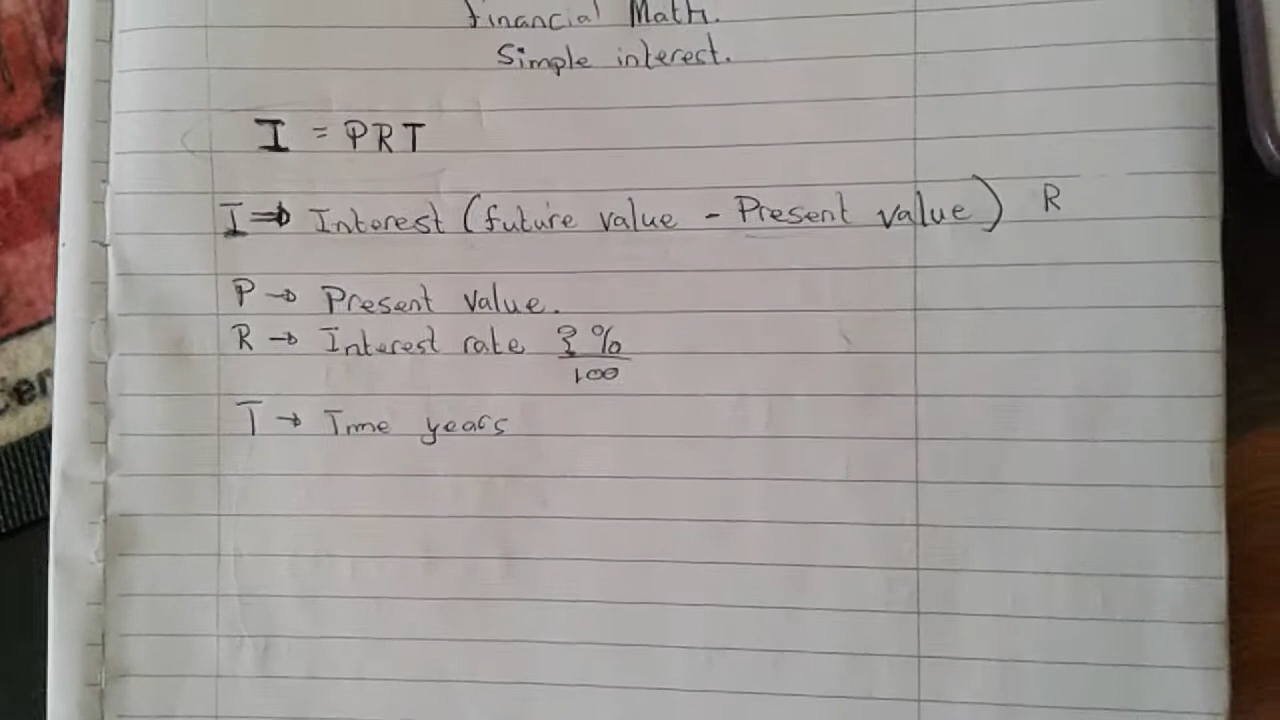 Financial Math.
Simple interest.
I = PRT
I ⇒ Interest (future value - Present value) R
P → Present value.
R → Interest rate ? %
100
T → Time years